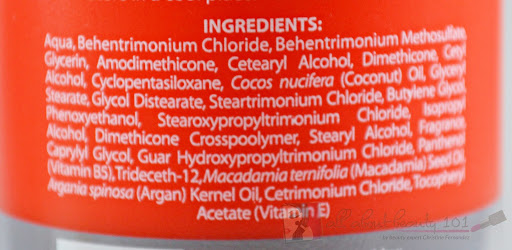 INGREDIENTS:
Aqua, Behentrimonium Chloride, Behentrimonium Methosulfate,
Glycerin, Amodimethicone, Cetearyl Alcohol, Dimethicone, Cetyl
Alcohol, Cyclopentasiloxane, Cocos nucifera (Coconut) Oil, Glyceryl
Stearate, Glycol Distearate, Steartrimonium Chloride, Butylene Glycol,
Phenoxyethanol, Stearoxypropyltrimonium Chloride, Isopropyl
Alcohol, Dimethicone Crosspolymer, Stearyl Alcohol, Fragrance,
Caprylyl Glycol, Guar Hydroxypropyltrimonium Chloride, Panthenol
(Vitamin B5), Trideceth-12, Macadamia ternifolia (Macadamia) Seed Oil,
Argania spinosa (Argan) Kernel Oil, Cetrimonium Chloride, Tocopheryl
Acetate (Vitamin E)
101